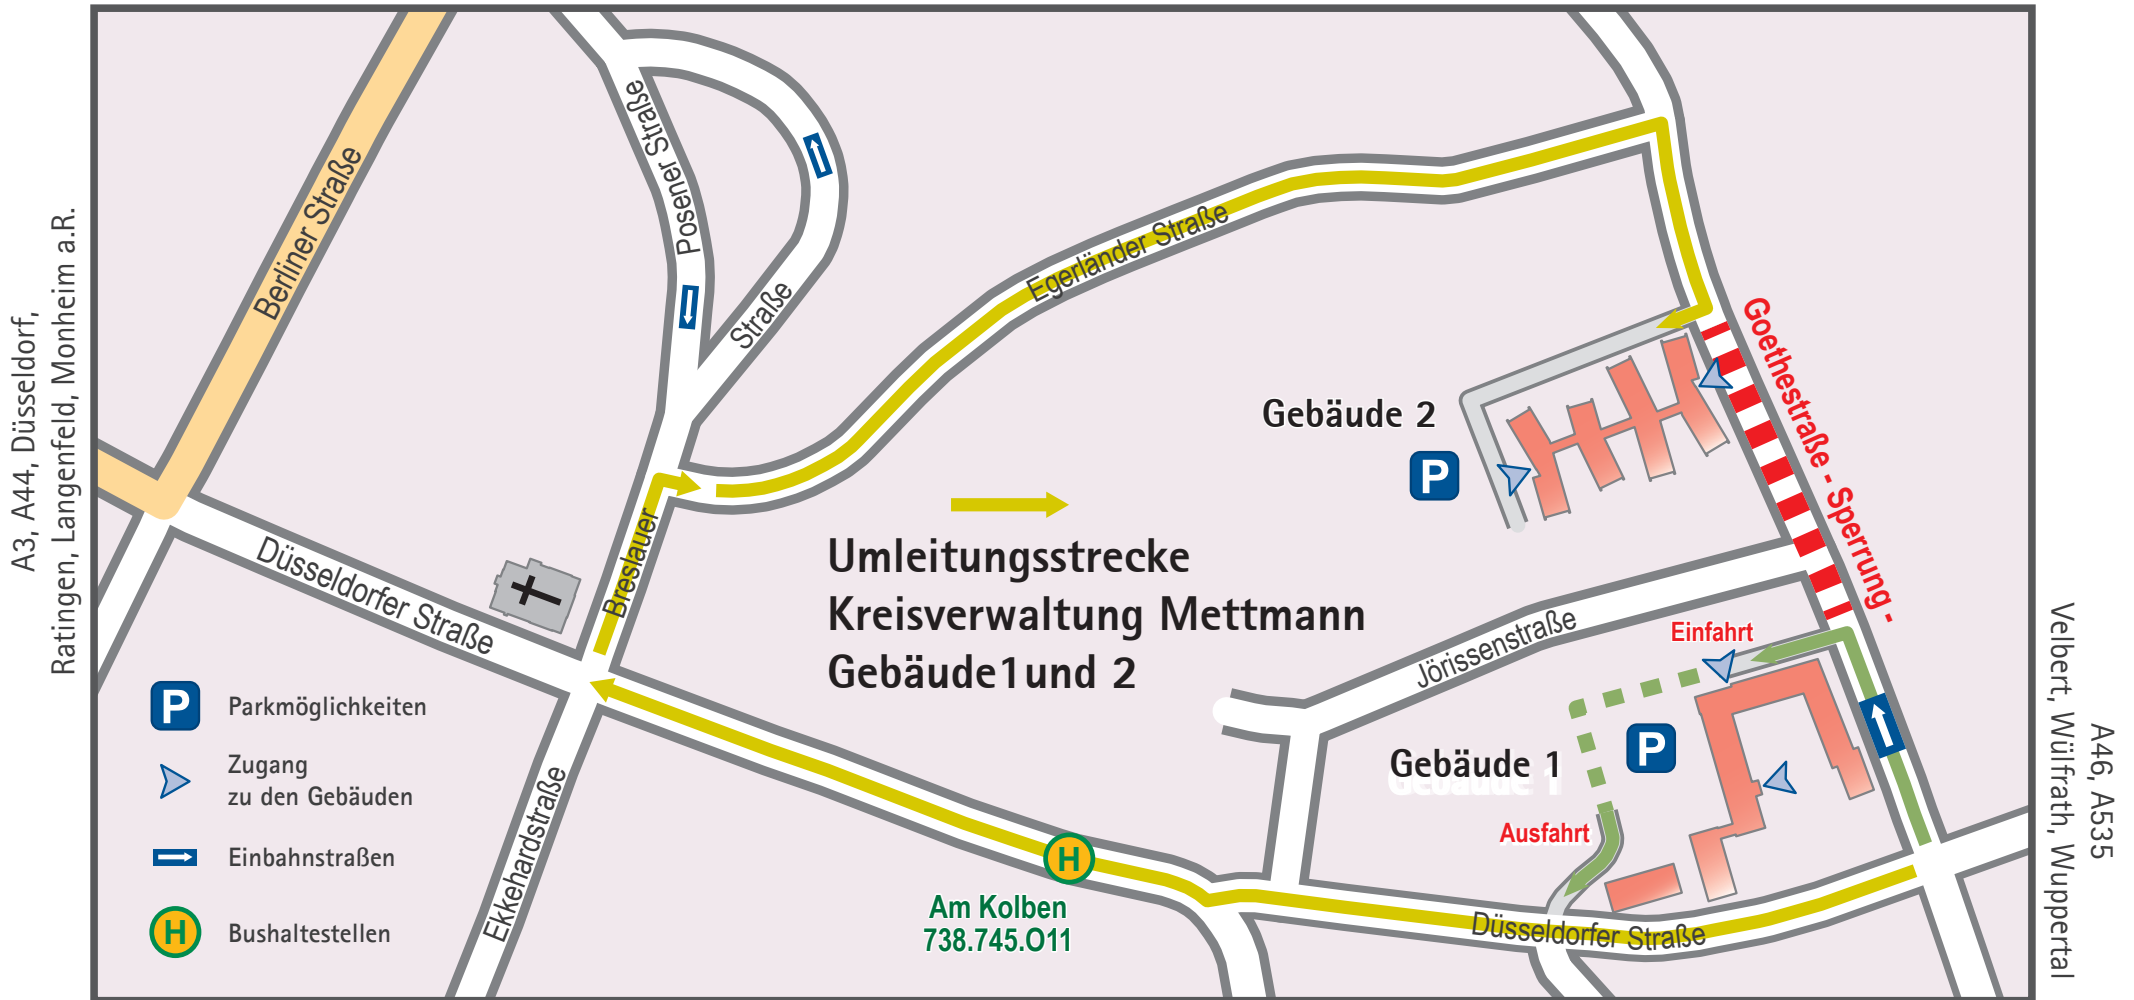 A3, A44, Düsseldorf,
Ratingen, Langenfeld, Monheim a.R.
Berliner Straße
Posener Straße
Straße
Egerländer Straße
Goethestraße - Sperrung -
Gebäude 2
P
Breslauer
Düsseldorfer Straße
Umleitungsstrecke
Kreisverwaltung Mettmann
Gebäude1und 2
Jörissenstraße
Einfahrt
Gebäude 1
P
Ausfahrt
Düsseldorfer Straße
Ekkehardstraße
H
Am Kolben
738.745.O11
P
Parkmöglichkeiten
Zugang
zu den Gebäuden
Einbahnstraßen
H
Bushaltestellen
A46, A535
Velbert, Wülfrath, Wuppertal